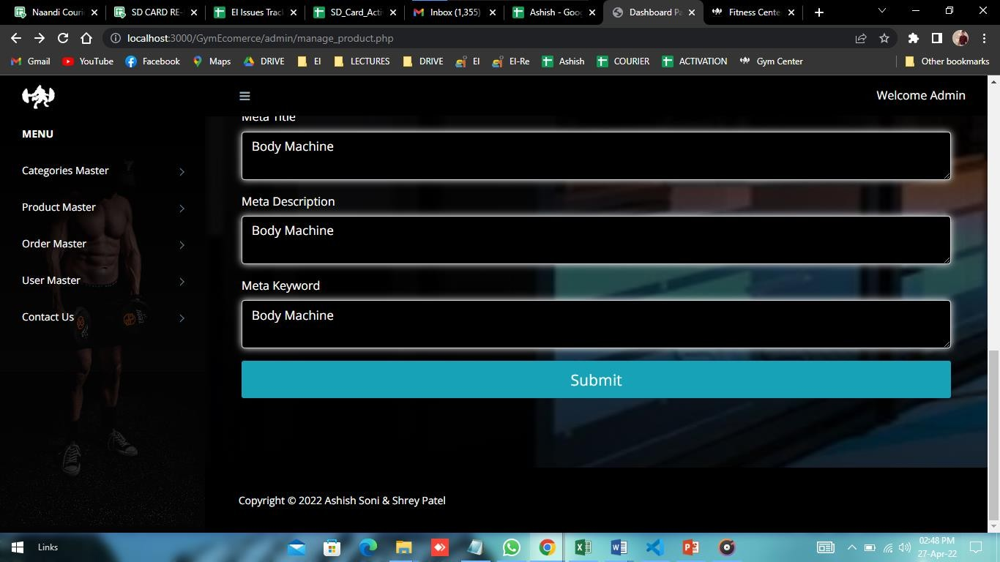 Naandi Couri
SD CARD RE-
EI Issues Trac
SD_Card_Acti
Inbox (1,355)
Ashish - Goo
Dashboard Pa
Fitness Cente
localhost:3000/GymEcomerce/admin/manage_product.php
Gmail
YouTube
Facebook
Maps
DRIVE
EI
LECTURES
DRIVE
EI
EI-Re
Ashish
COURIER
ACTIVATION
Gym Center
Other bookmarks
Welcome Admin
MENU
Categories Master
Product Master
Order Master
User Master
Contact Us
Meta Title
Body Machine
Meta Description
Body Machine
Meta Keyword
Body Machine
Submit
Copyright © 2022 Ashish Soni & Shrey Patel
Links
02:48 PM
27-Apr-22